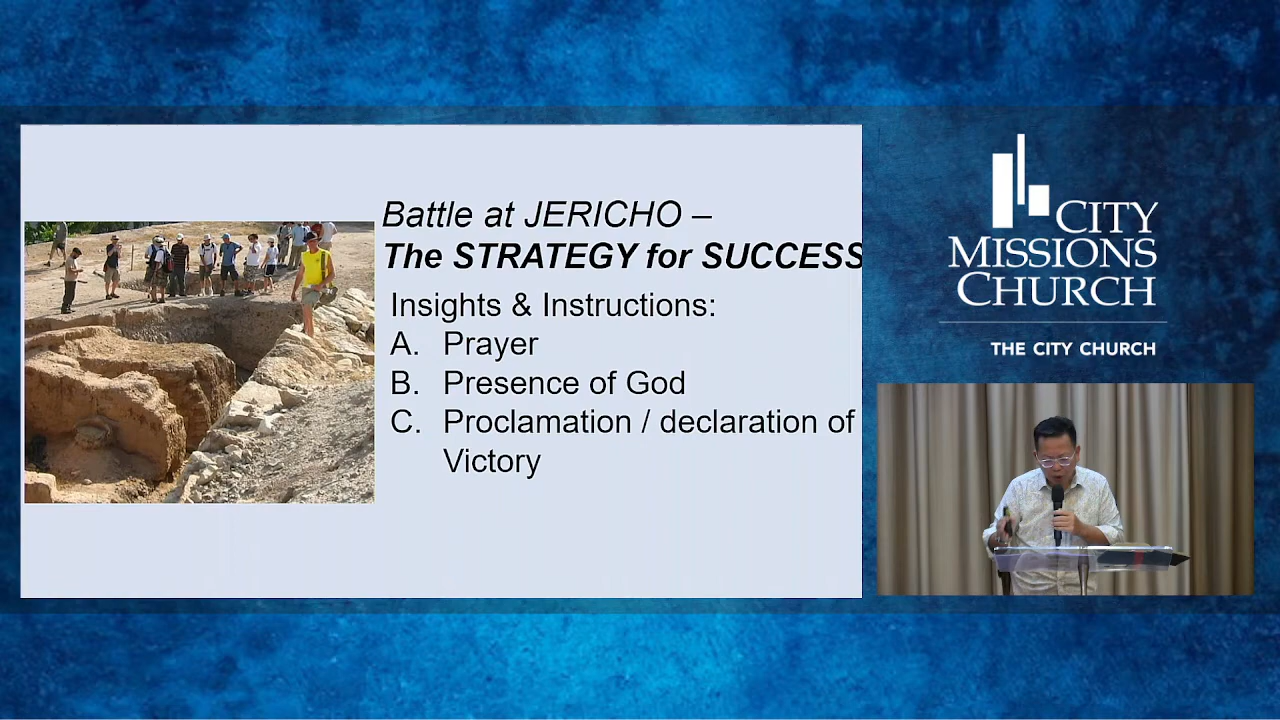 Battle at JERICHO –
The STRATEGY for SUCCESS
Insights & Instructions:
A. Prayer
B. Presence of God
C. Proclamation / declaration of
Victory
CITY
MISSIONS
CHURCH
THE CITY CHURCH